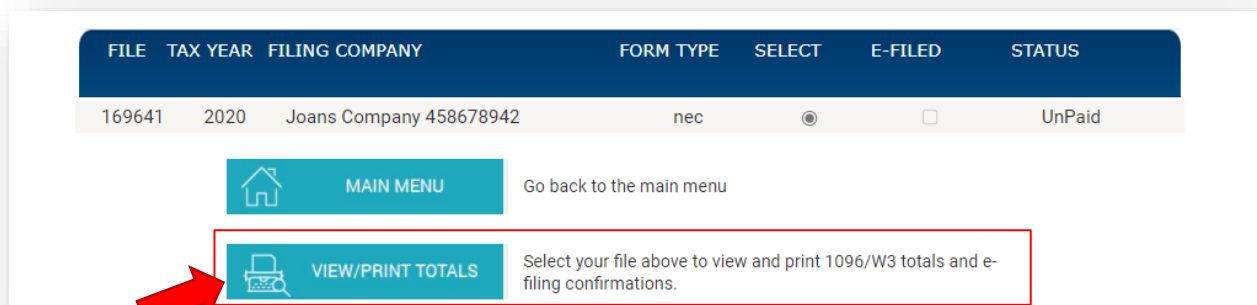 FILE TAX YEAR FILING COMPANY FORM TYPE SELECT E-FILED STATUS
169641 2020 Joans Company 458678942 nec UnPaid
MAIN MENU Go back to the main menu
VIEW/PRINT TOTALS Select your file above to view and print 1096/W3 totals and e-
filing confirmations.